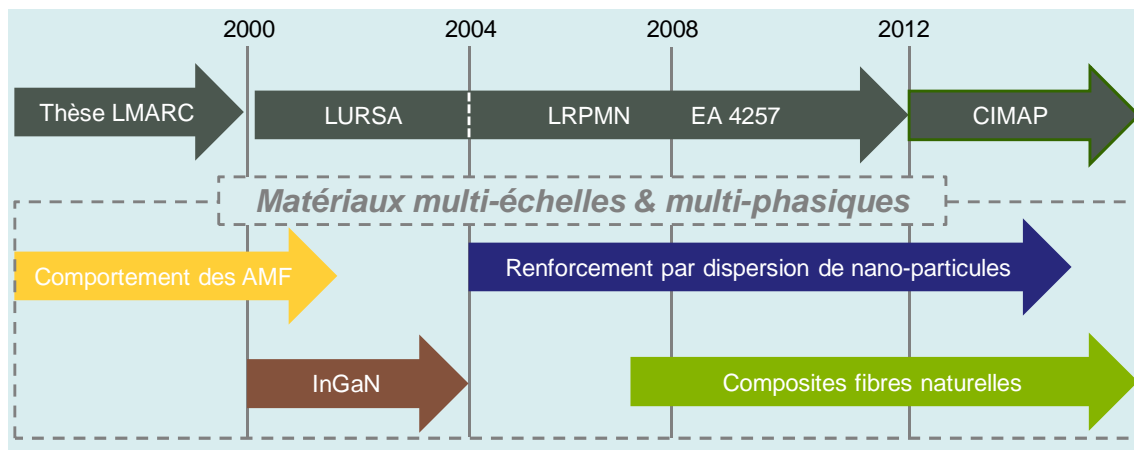 2000 2004 2008 2012
Thèse LMARC LURSA LRPMN EA 4257 CIMAP
Matériaux multi-échelles & multi-phasiques
Comportement des AMF Renforcement par dispersion de nano-particules
InGaN Composites fibres naturelles